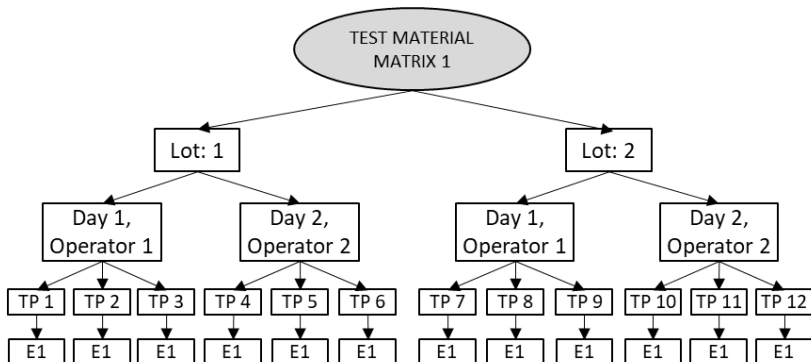 TEST MATERIAL
MATRIX 1
Lot: 1
Lot: 2
Day 1,
Operator 1
Day 2,
Operator 2
Day 1,
Operator 1
Day 2,
Operator 2
TP 1
TP 2
TP 3
TP 4
TP 5
TP 6
TP 7
TP 8
TP 9
TP 10
TP 11
TP 12
E1
E1
E1
E1
E1
E1
E1
E1
E1
E1
E1
E1